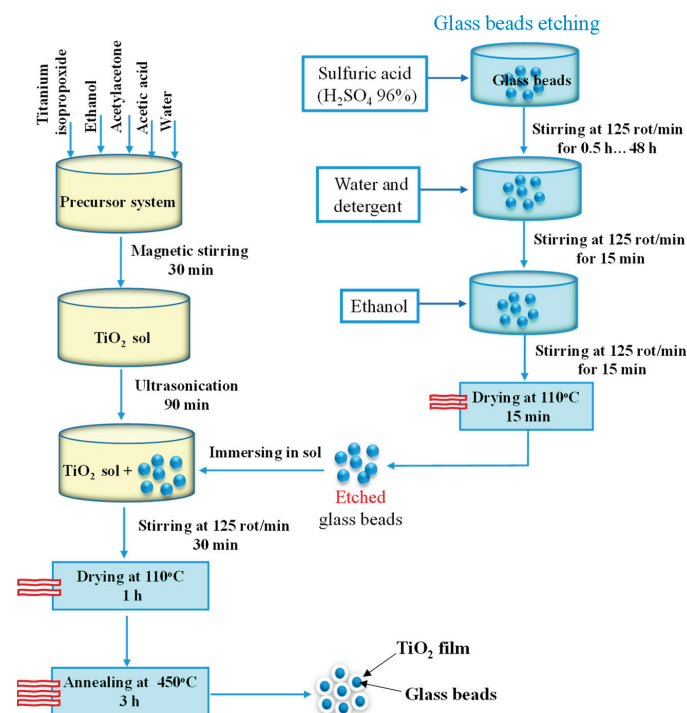 Glass beads etching
Titanium
isopropoxide
Ethanol
Acetylacetone
Acetic acid
Water
Precursor system
Magnetic stirring
30 min
TiO₂ sol
Ultrasonication
90 min
TiO₂ sol +
Immersing in sol
Stirring at 125 rot/min
30 min
Drying at 110°C
1 h
Annealing at 450°C
3 h
Sulfuric acid
(H₂SO₄ 96%)
Glass beads
Stirring at 125 rot/min
for 0.5 h... 48 h
Water and
detergent
Stirring at 125 rot/min
for 15 min
Ethanol
Stirring at 125 rot/min
for 15 min
Drying at 110°C
15 min
Etched
glass beads
TiO₂ film
Glass beads